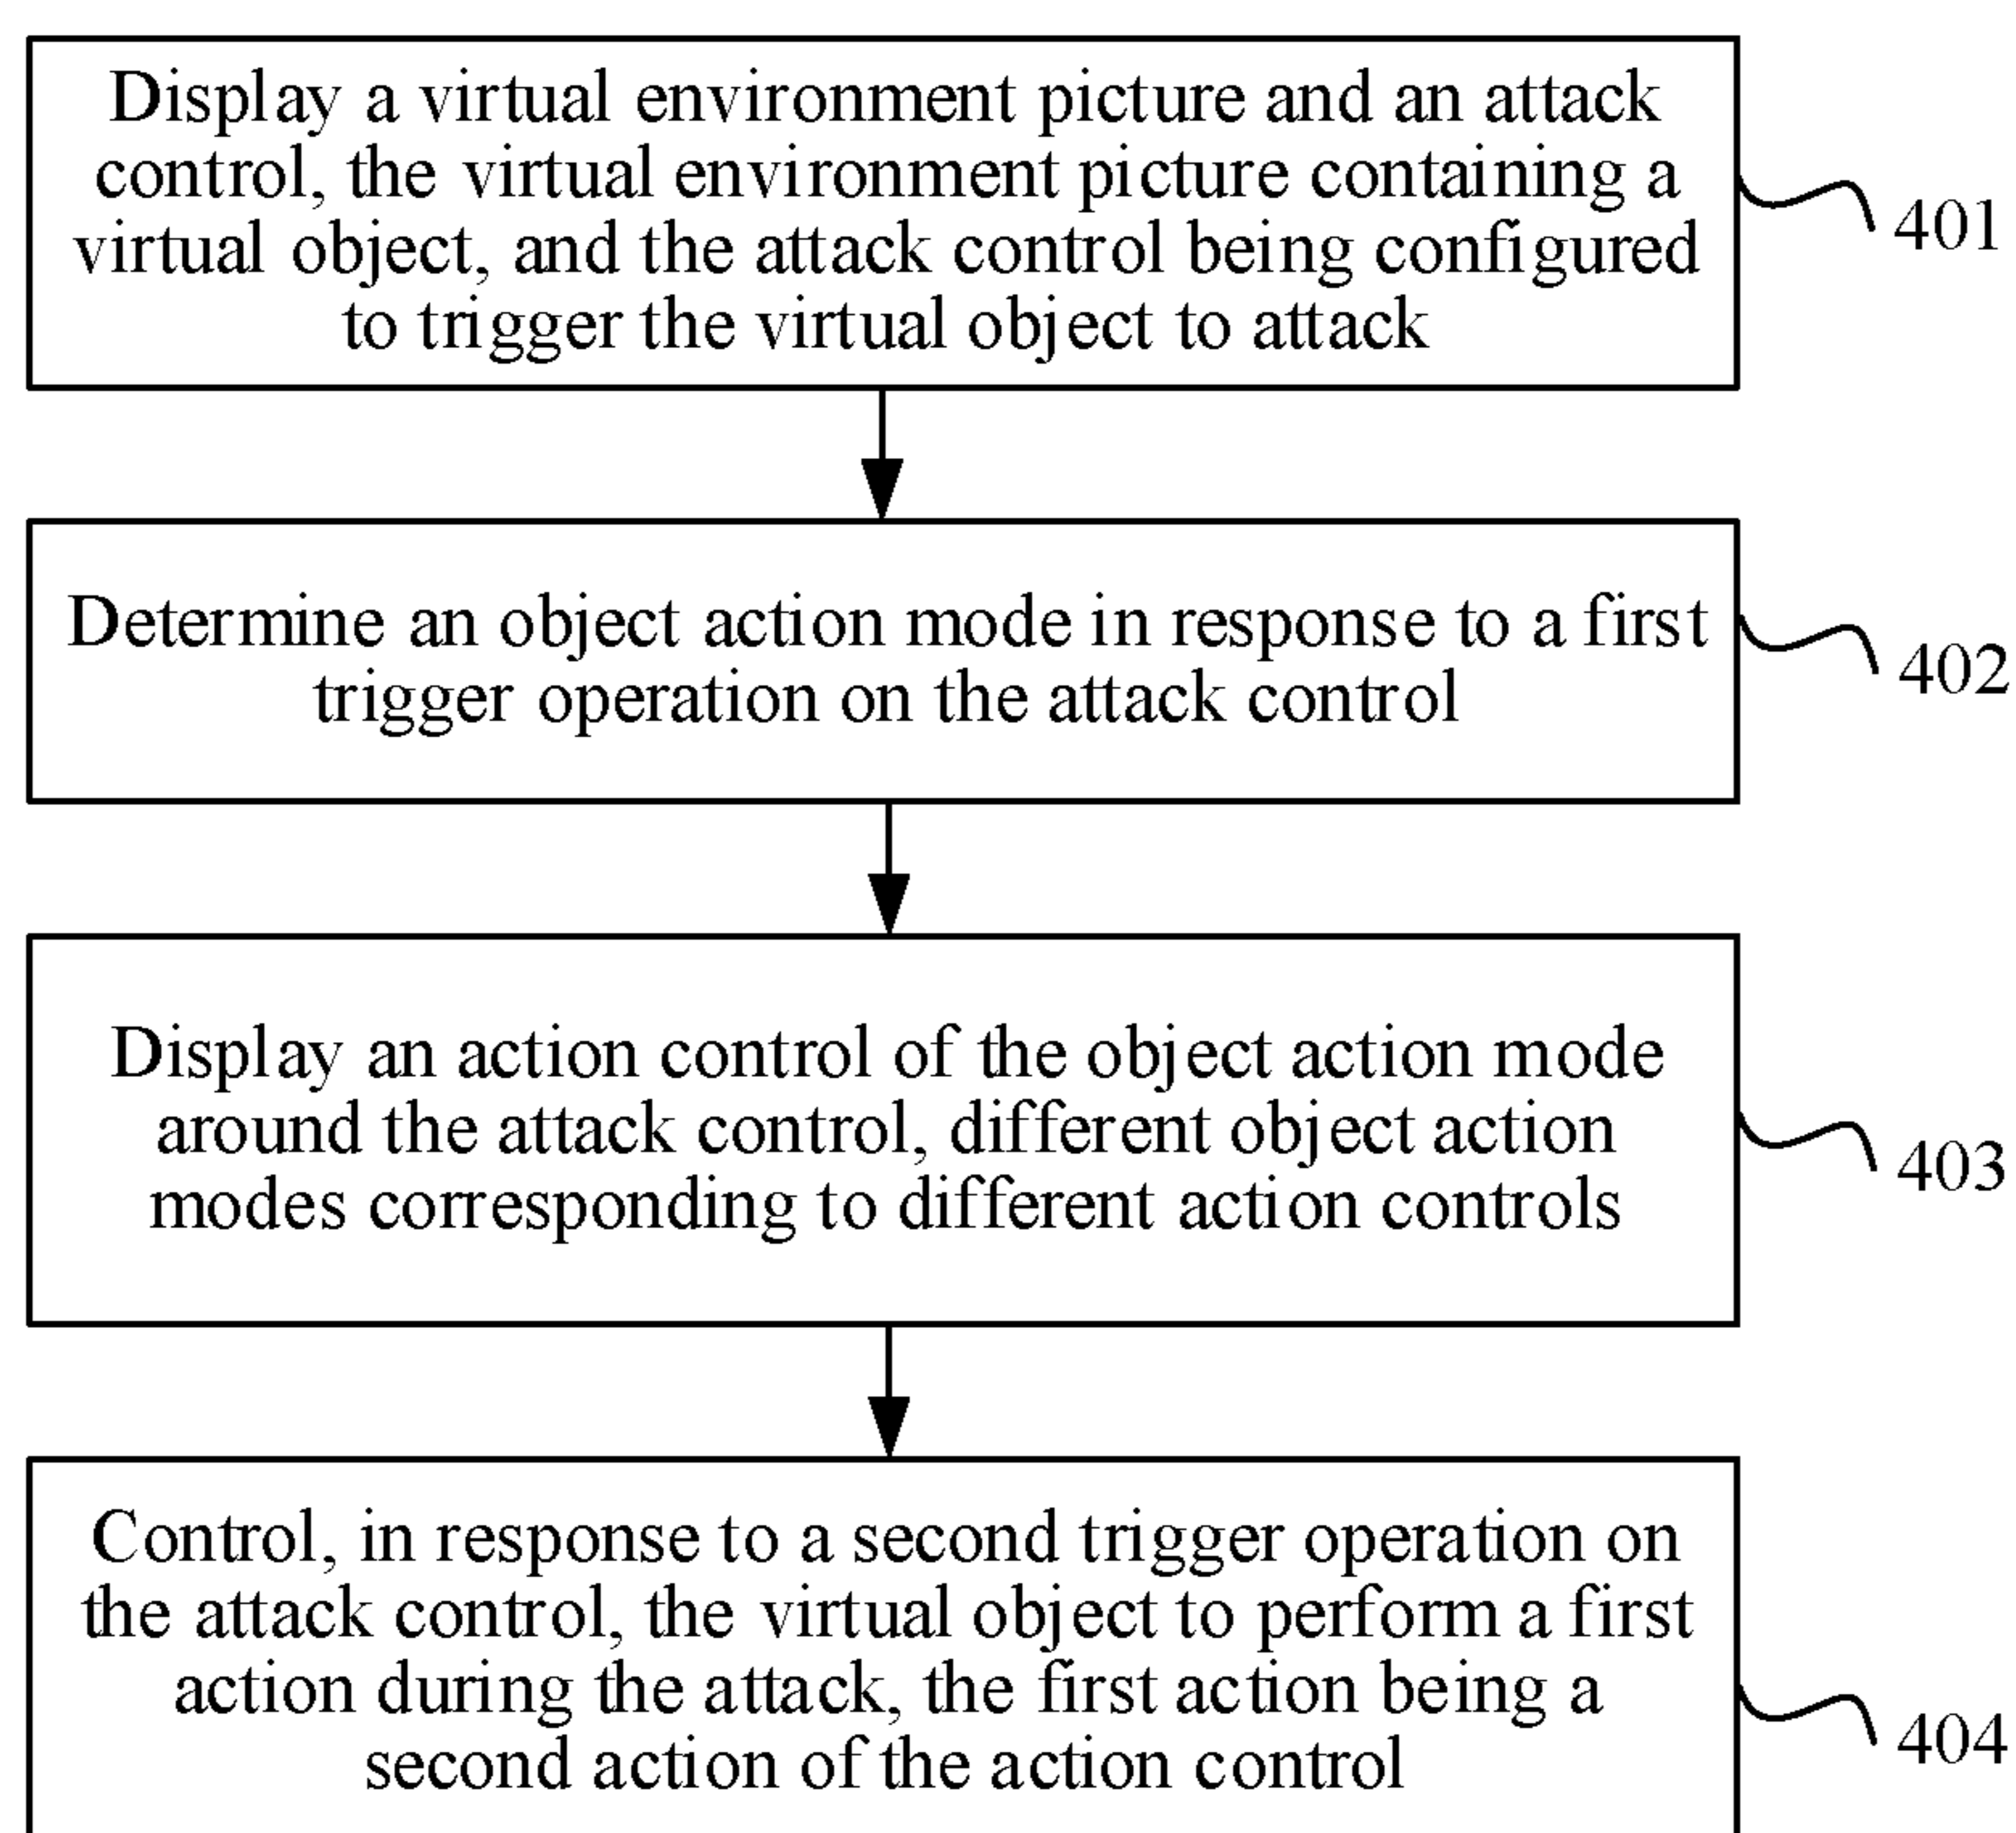 Display a virtual environment picture and an attack
control, the virtual environment picture containing a
virtual object, and the attack control being configured
to trigger the virtual object to attack
401
Determine an object action mode in response to a first
trigger operation on the attack control
402
Display an action control of the object action mode
around the attack control, different object action
modes corresponding to different action controls
403
Control, in response to a second trigger operation on
the attack control, the virtual object to perform a first
action during the attack, the first action being a
second action of the action control
404